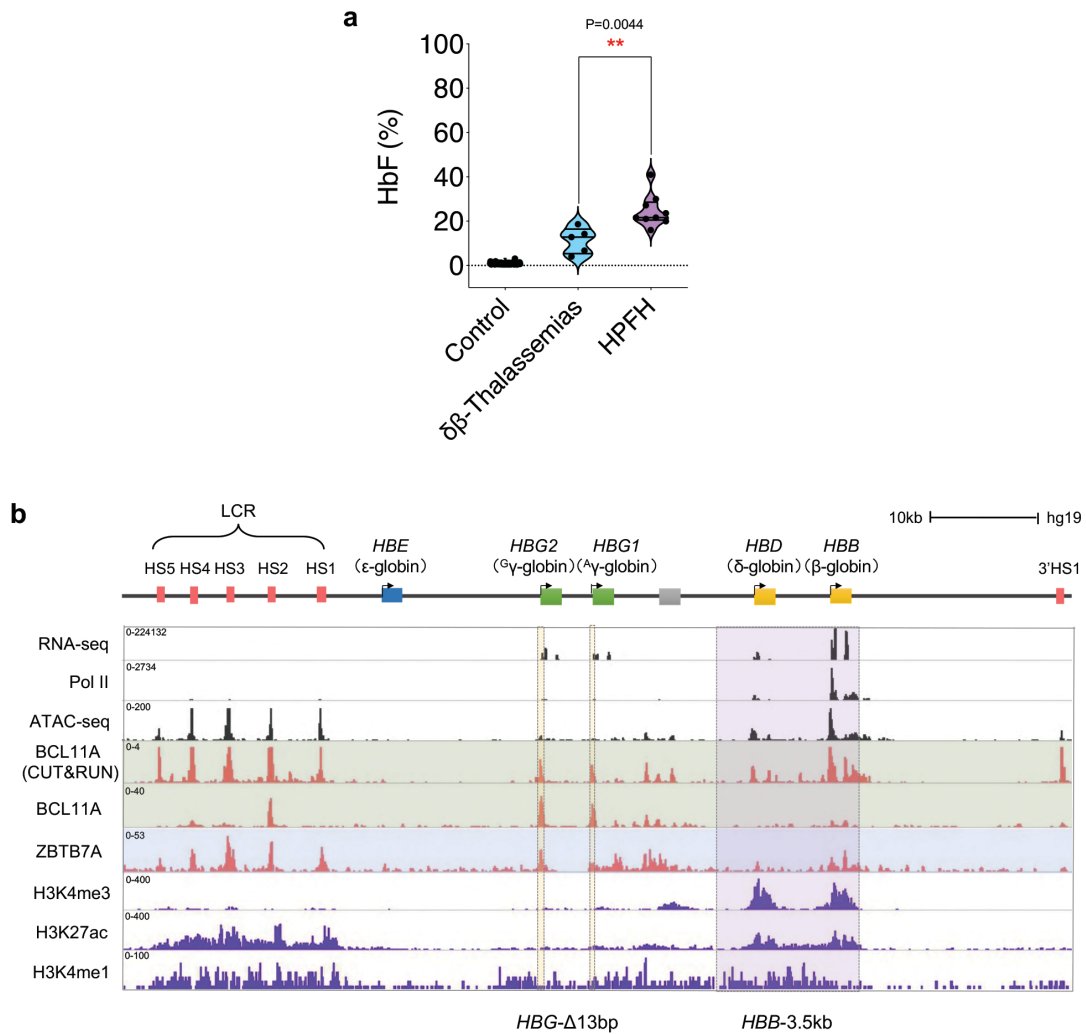 a
P=0.0044
**
100
80
60
40
20
0
HbF (%)
Control
δβ-Thalassemias
HPFH
b
LCR
10kb
hg19
HBE
HBG2
HBG1
HBD
HBB
HS5 HS4 HS3 HS2 HS1
(ε-globin)
(ᴳγ-globin)
(ᴬγ-globin)
(δ-globin)
(β-globin)
3'HS1
RNA-seq
0-224132
Pol II
0-2734
ATAC-seq
0-200
BCL11A
(CUT&RUN)
0-4
BCL11A
0-40
ZBTB7A
0-53
H3K4me3
0-400
H3K27ac
0-400
H3K4me1
0-100
HBG-Δ13bp
HBB-3.5kb